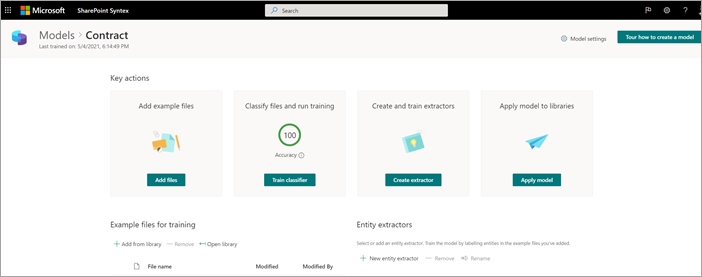 Microsoft SharePoint Syntex Search ?
Models > Contract
Last trained on: 5/4/2021, 6:14:49 PM
Model settings Tour how to create a model
Key actions
Add example files Classify files and run training Create and train extractors Apply model to libraries
100
Accuracy
Add files Train classifier Create extractor Apply model
Example files for training Entity extractors
Select or add an entity extractor. Train the model by labelling entities in the example files you've added.
+ Add from library — Remove Open library
+ New entity extractor — Remove Rename
File name Modified Modified By